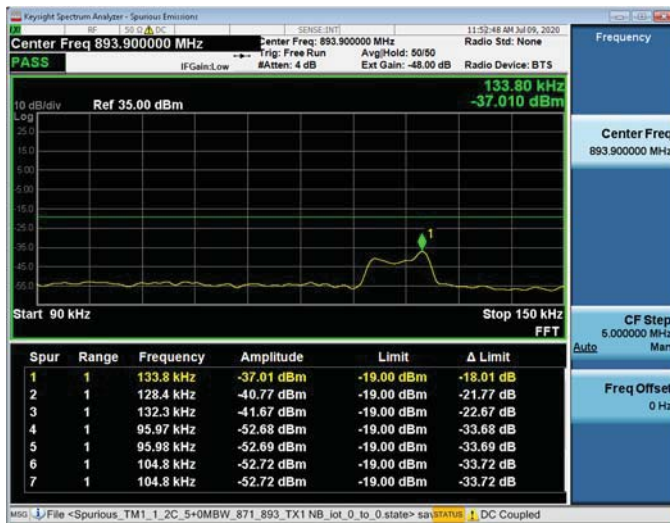 Keysight Spectrum Analyzer - Spurious Emissions
RF 50 Ω DC SENSE:INT 11:52:48 AM Jul 09, 2020
Center Freq 893.900000 MHz Center Freq: 893.900000 MHz Radio Std: None
Trig: Free Run Avg|Hold: 50/50
PASS IFGain:Low #Atten: 4 dB Ext Gain: -48.00 dB Radio Device: BTS
133.80 kHz
10 dB/div Ref 35.00 dBm -37.010 dBm
Log
25.0
15.0
5.00
-5.00
-15.0
-25.0
-35.0
-45.0
-55.0
1
Start 90 kHz Stop 150 kHz
FFT
Spur Range Frequency Amplitude Limit Δ Limit
1 1 133.8 kHz -37.01 dBm -19.00 dBm -18.01 dB
2 1 128.4 kHz -40.77 dBm -19.00 dBm -21.77 dB
3 1 132.3 kHz -41.67 dBm -19.00 dBm -22.67 dB
4 1 95.97 kHz -52.68 dBm -19.00 dBm -33.68 dB
5 1 95.98 kHz -52.69 dBm -19.00 dBm -33.69 dB
6 1 104.8 kHz -52.72 dBm -19.00 dBm -33.72 dB
7 1 104.8 kHz -52.72 dBm -19.00 dBm -33.72 dB
MSG File <Spurious_TM1_1_2C_5+0MBW_871_893_TX1 NB_iot_0_to_0.state> sav STATUS DC Coupled
Frequency
Center Freq
893.900000 MHz
CF Step
5.000000 MHz
Auto Man
Freq Offset
0 Hz